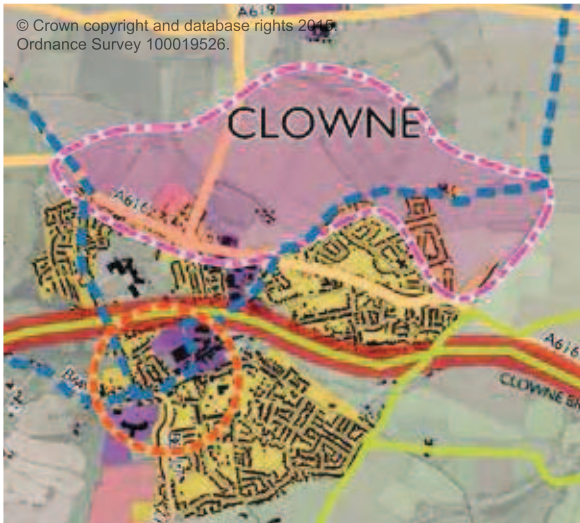 © Crown copyright and database rights 2015.
Ordnance Survey 100019526.
A619
CLOWNE
A616
A616
CLOWNE